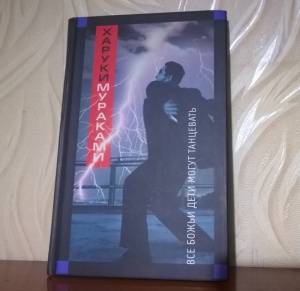 ХАРУКИ МУРАКАМИ
ВСЕ БОЖЬИ ДЕТИ МОГУТ ТАНЦЕВАТЬ